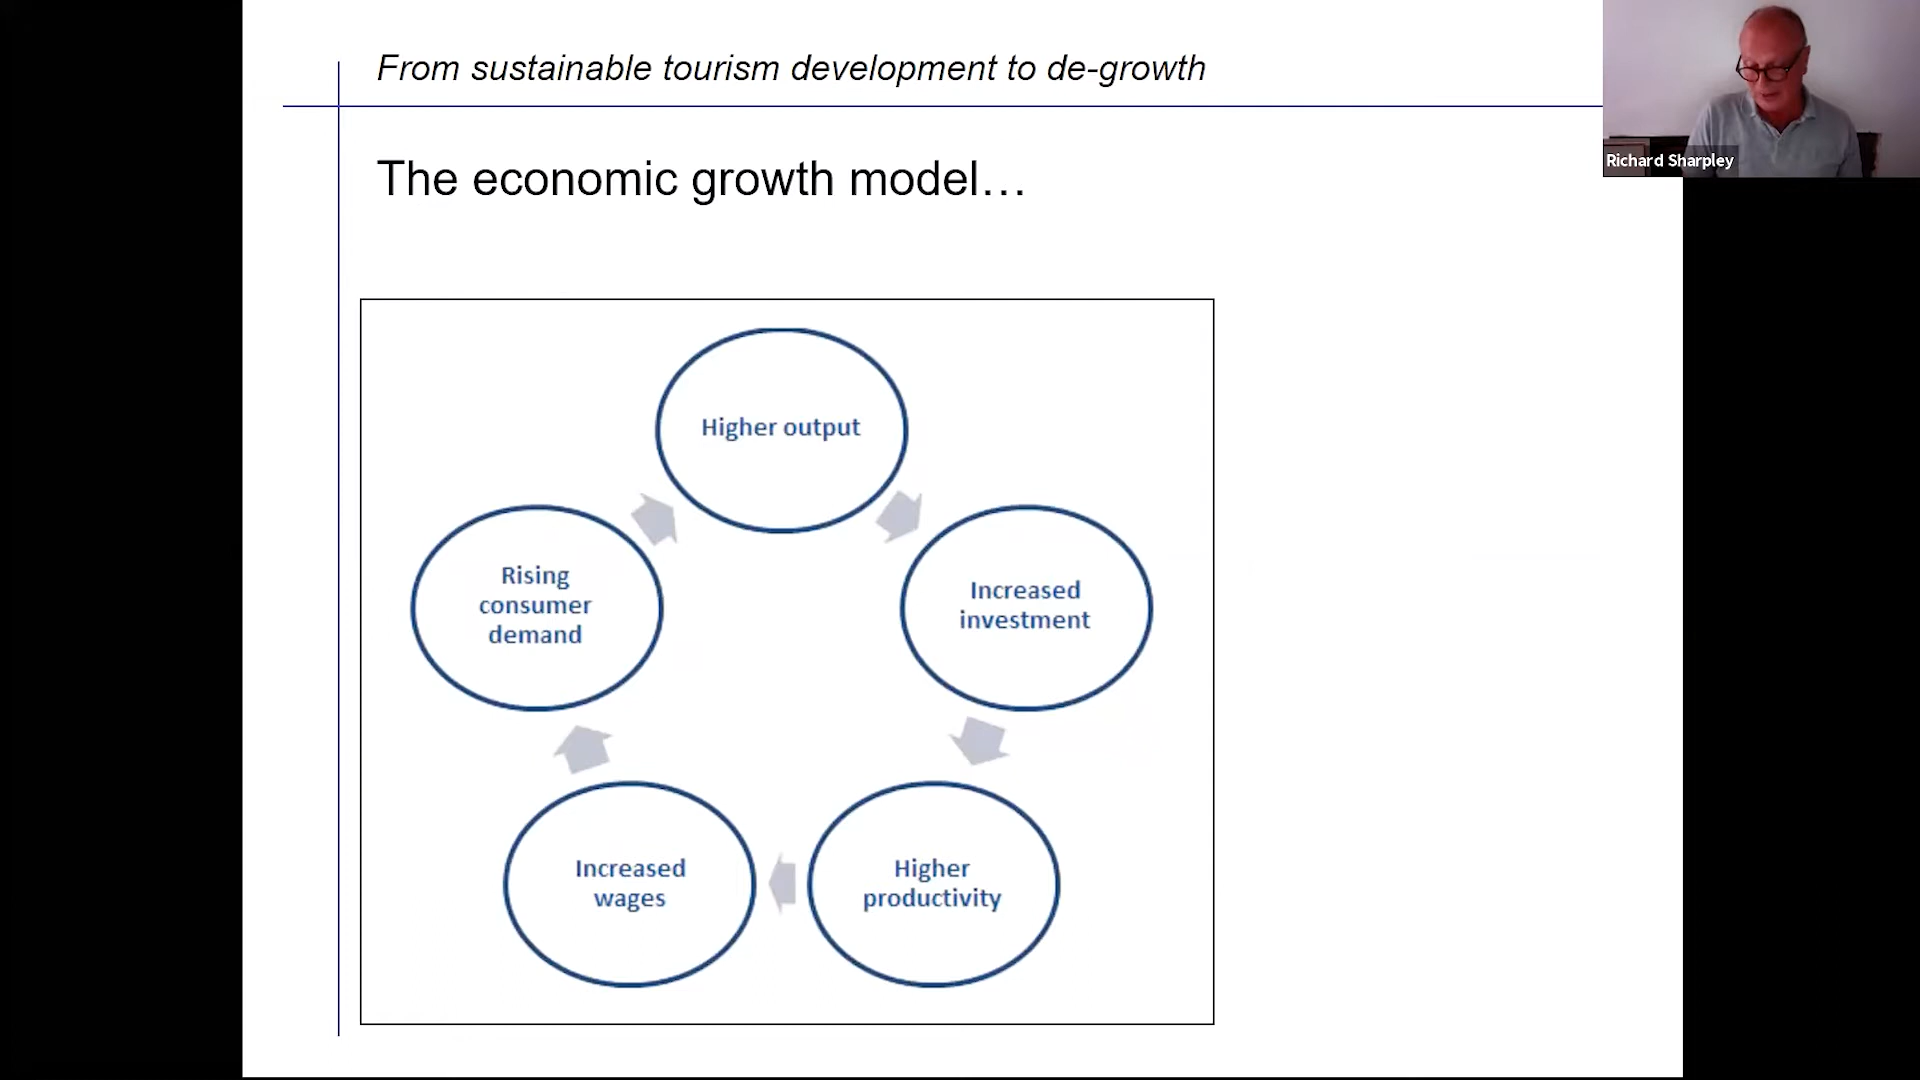 From sustainable tourism development to de-growth
Richard Sharpley
The economic growth model…
Higher output
Increased
investment
Higher
productivity
Increased
wages
Rising
consumer
demand